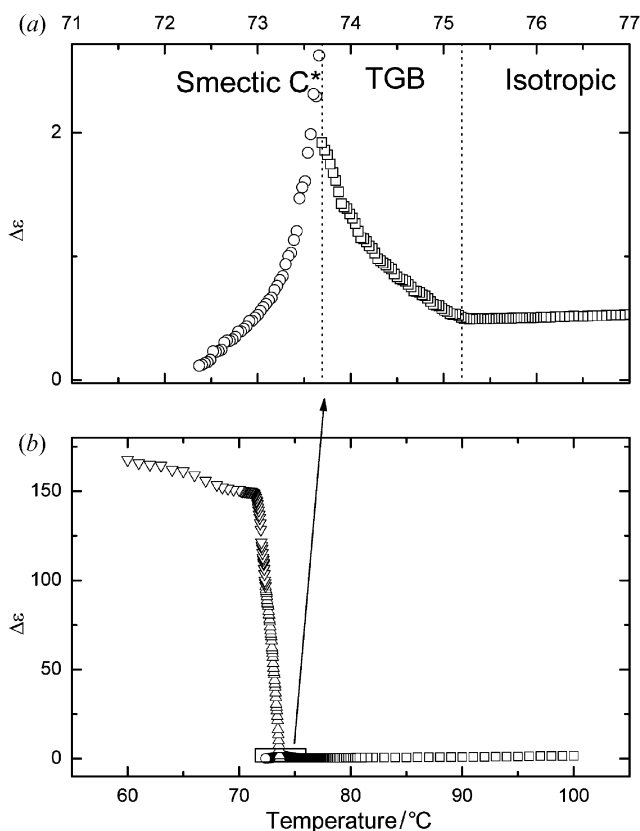 71 72 73 74 75 76 77
(a)
Smectic C* TGB Isotropic
2
Δε
1
0
(b)
150
Δε
100
50
0
60 70 80 90 100
Temperature/°C